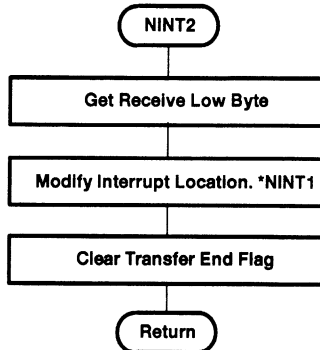 NINT2
Get Receive Low Byte
Modify Interrupt Location. *NINT1
Clear Transfer End Flag
Return